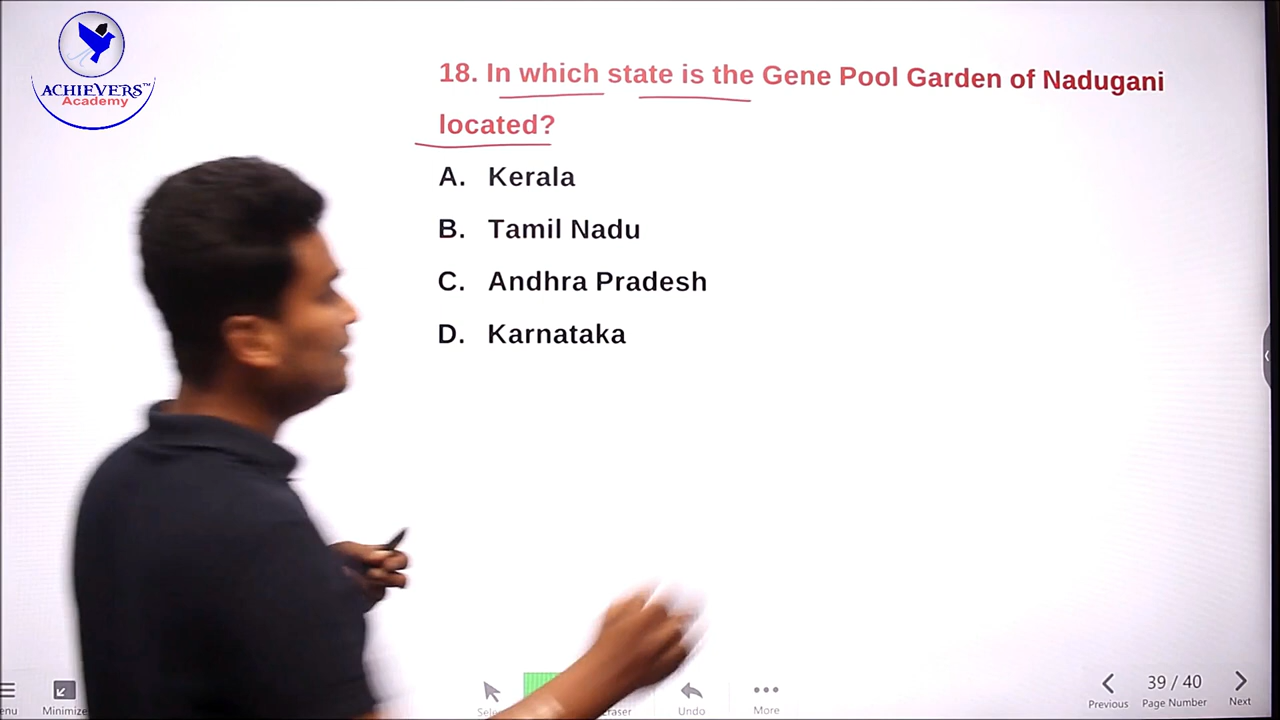 ACHIEVERS™
Academy
18. In which state is the Gene Pool Garden of Nadugani
located?
A. Kerala
B. Tamil Nadu
C. Andhra Pradesh
D. Karnataka
Minimize
Undo
More
Previous
39 / 40
Page Number
Next